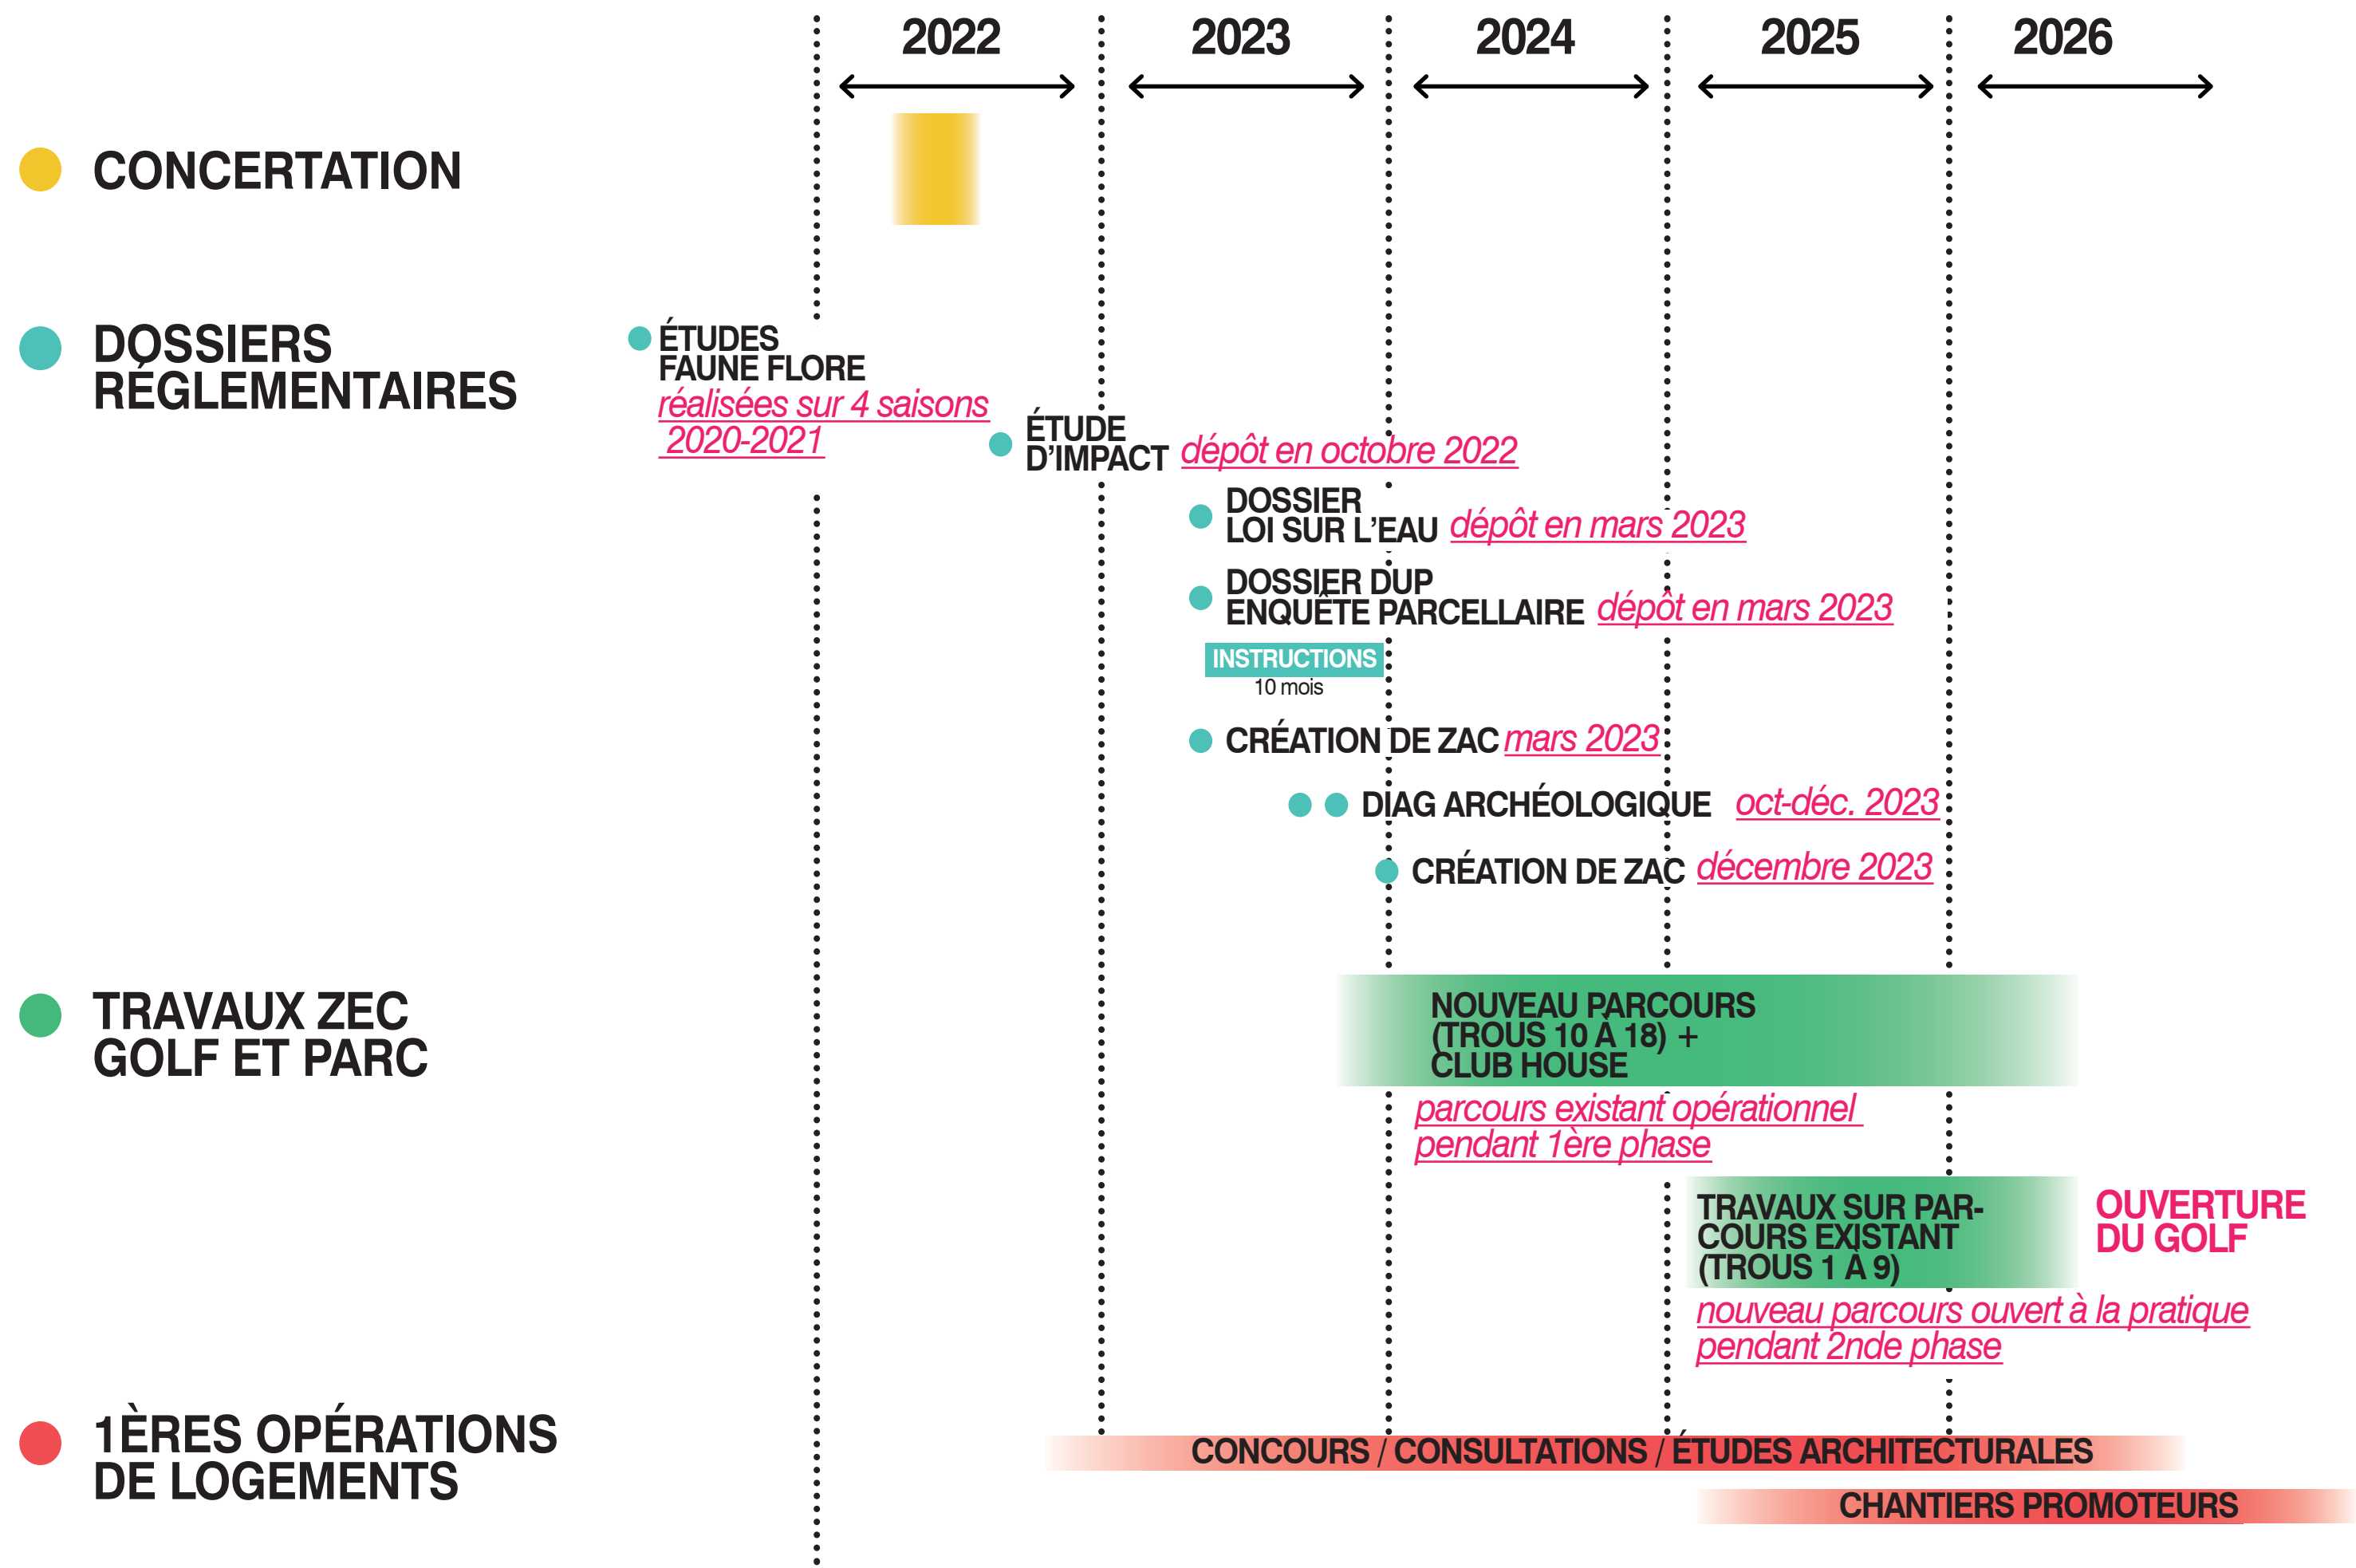 2022 2023 2024 2025 2026
CONCERTATION
DOSSIERS
RÉGLEMENTAIRES
ÉTUDES
FAUNE FLORE
réalisées sur 4 saisons
2020-2021
ÉTUDE
D'IMPACT dépôt en octobre 2022
DOSSIER
LOI SUR L'EAU dépôt en mars 2023
DOSSIER DUP
ENQUÊTE PARCELLAIRE dépôt en mars 2023
INSTRUCTIONS
10 mois
CRÉATION DE ZAC mars 2023
DIAG ARCHÉOLOGIQUE oct-déc. 2023
CRÉATION DE ZAC décembre 2023
TRAVAUX ZEC
GOLF ET PARC
NOUVEAU PARCOURS
(TROUS 10 À 18) +
CLUB HOUSE
parcours existant opérationnel
pendant 1ère phase
TRAVAUX SUR PAR-
COURS EXISTANT
(TROUS 1 À 9)
OUVERTURE
DU GOLF
nouveau parcours ouvert à la pratique
pendant 2nde phase
1ÈRES OPÉRATIONS
DE LOGEMENTS
CONCOURS / CONSULTATIONS / ÉTUDES ARCHITECTURALES
CHANTIERS PROMOTEURS